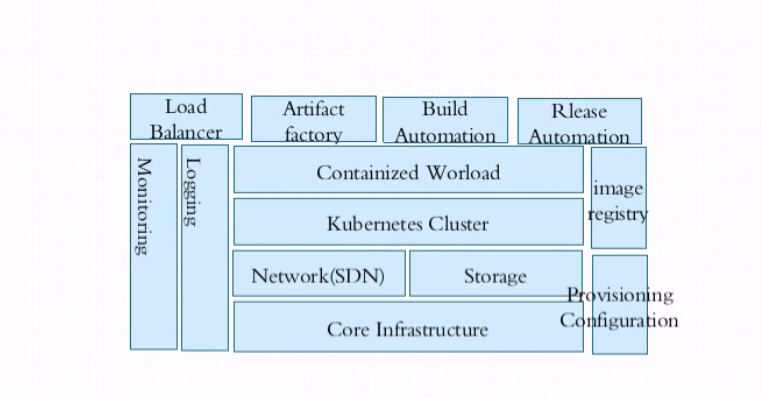 Load
Balancer
Artifact
factory
Build
Automation
Rlease
Automation
Monitoring
Logging
Containized Worload
image
registry
Kubernetes Cluster
Network(SDN)
Storage
Provisioning
Configuration
Core Infrastructure